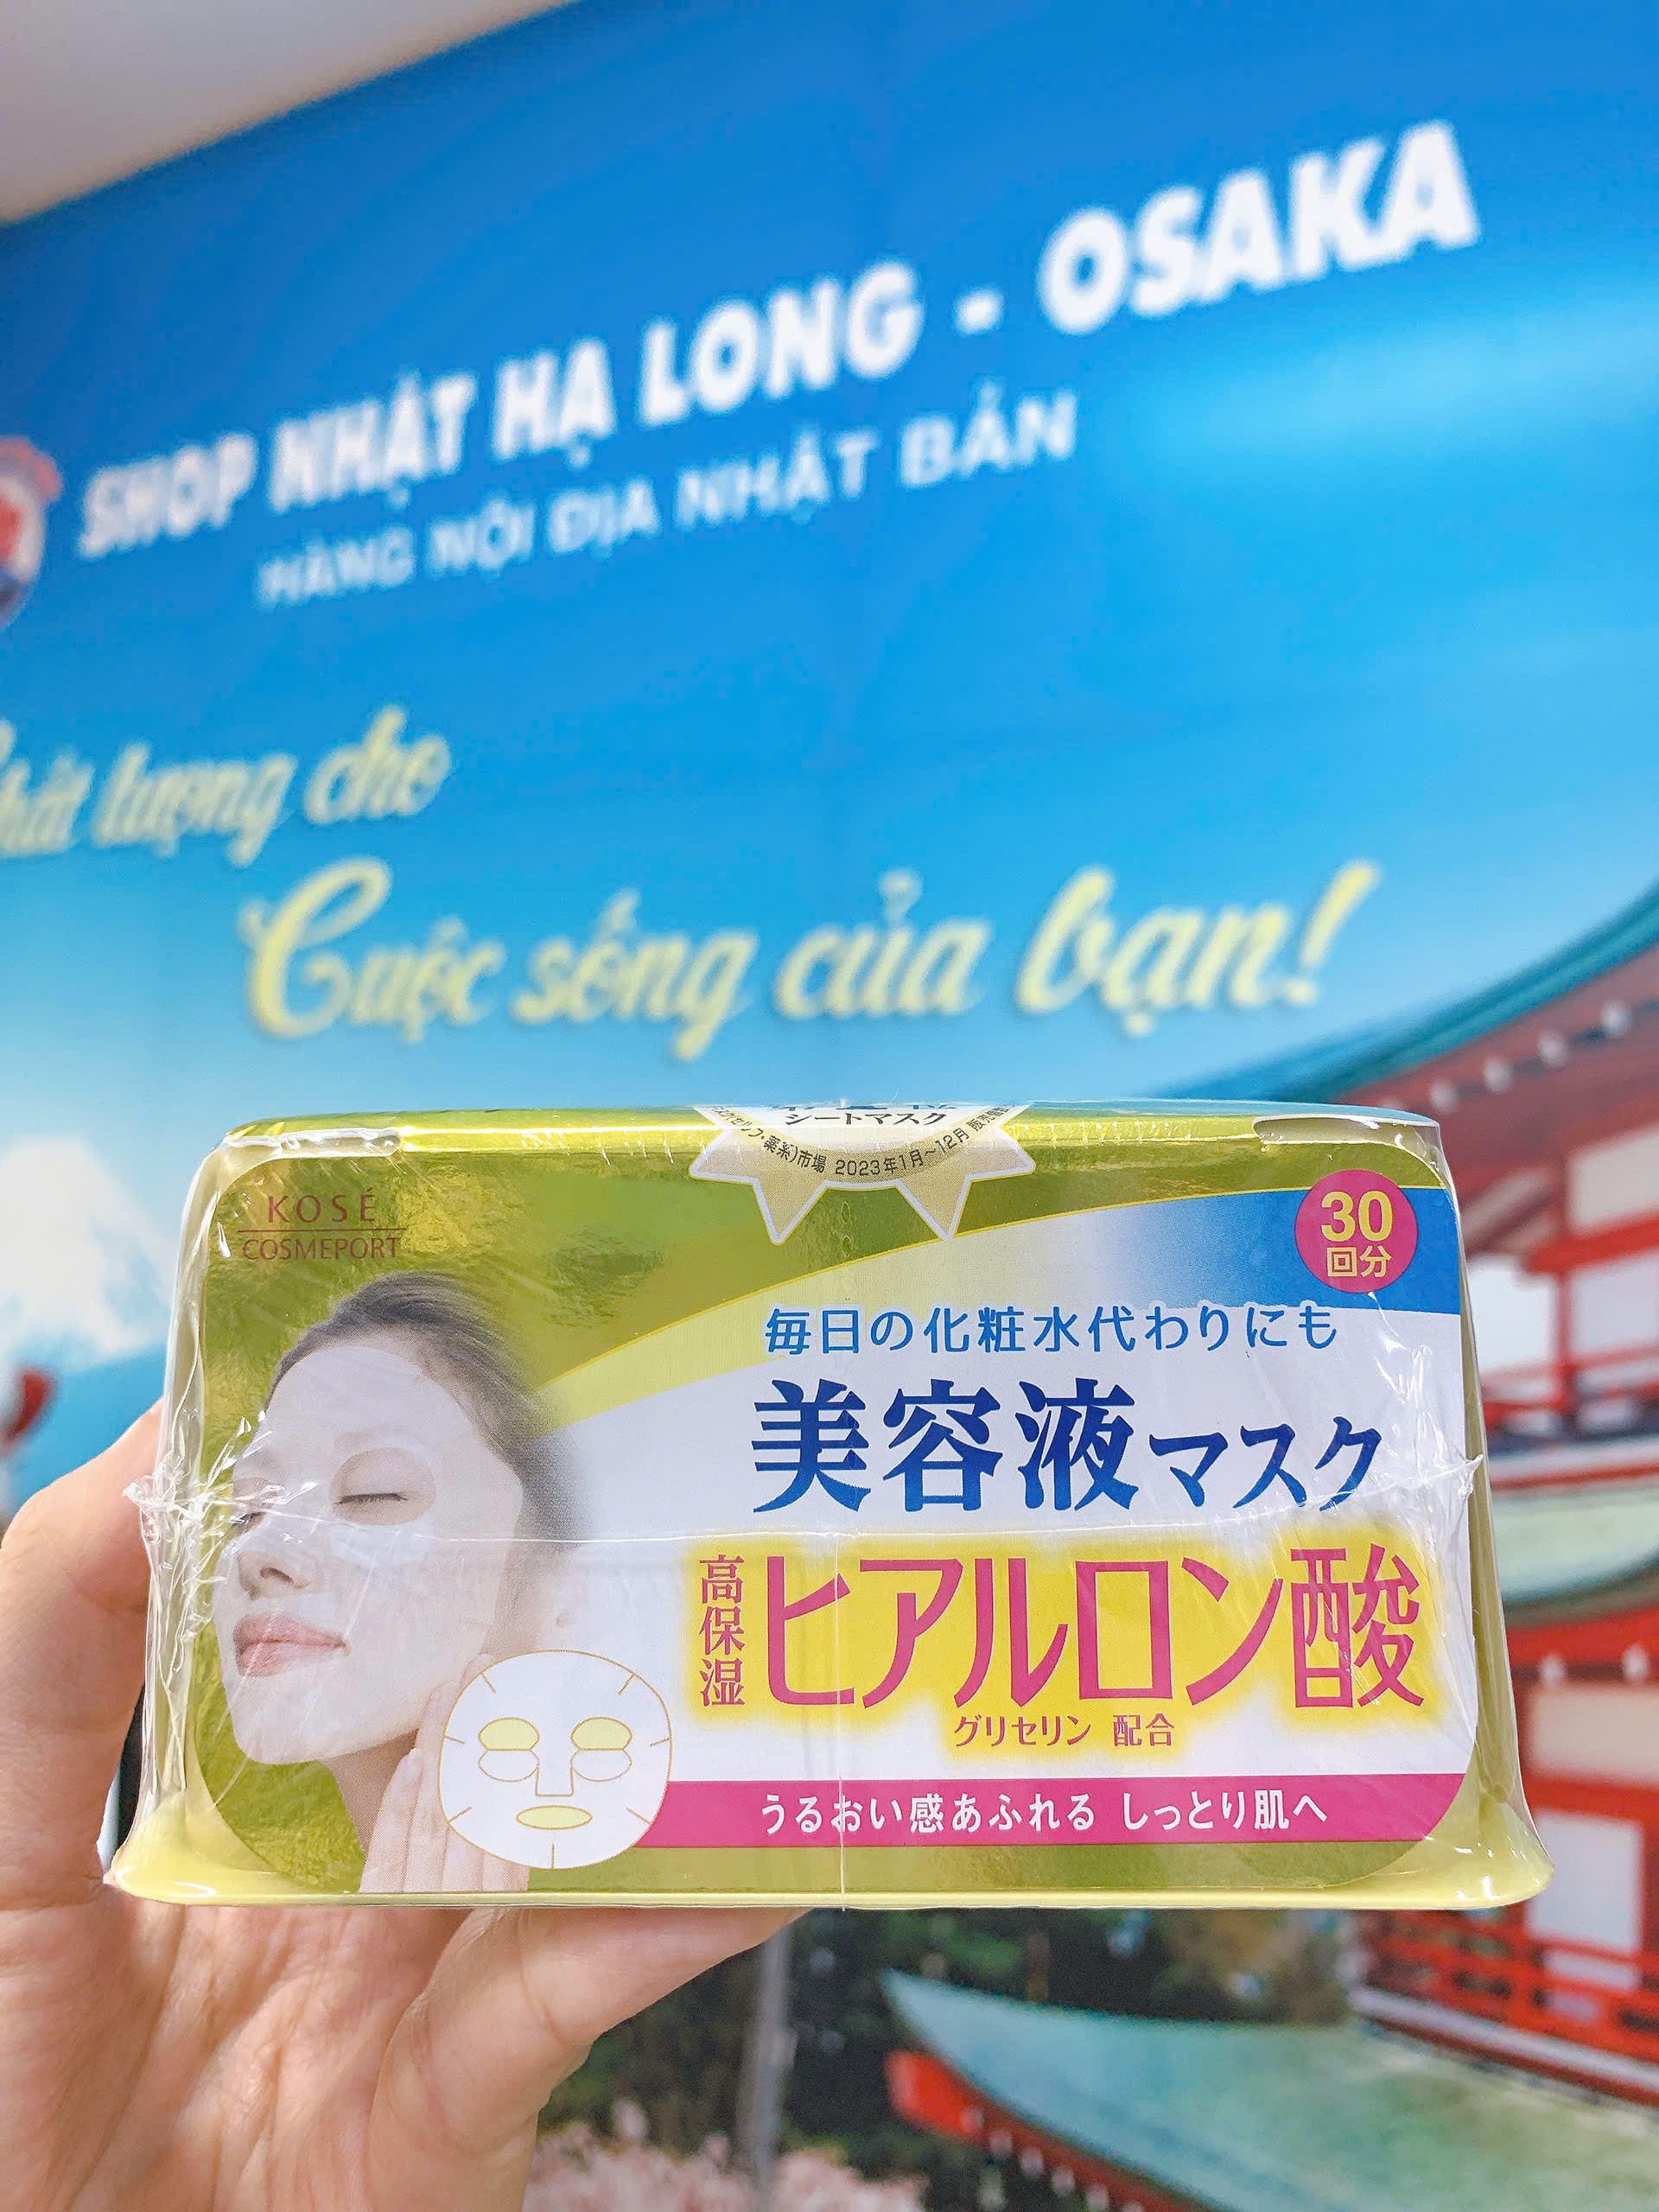 SHOP NHẬT HẠ LONG - OSAKA
HÀNG NỘI ĐỊA NHẬT BẢN
lượng cho
Cuộc sống của bạn!
シートマスク
市場 2023年1月~12月
KOSÉ
COSMEPORT
30
回分
毎日の化粧水代わりにも
美容液マスク
高保湿
ヒアルロン酸
グリセリン 配合
うるおい感あふれる しっとり肌へ